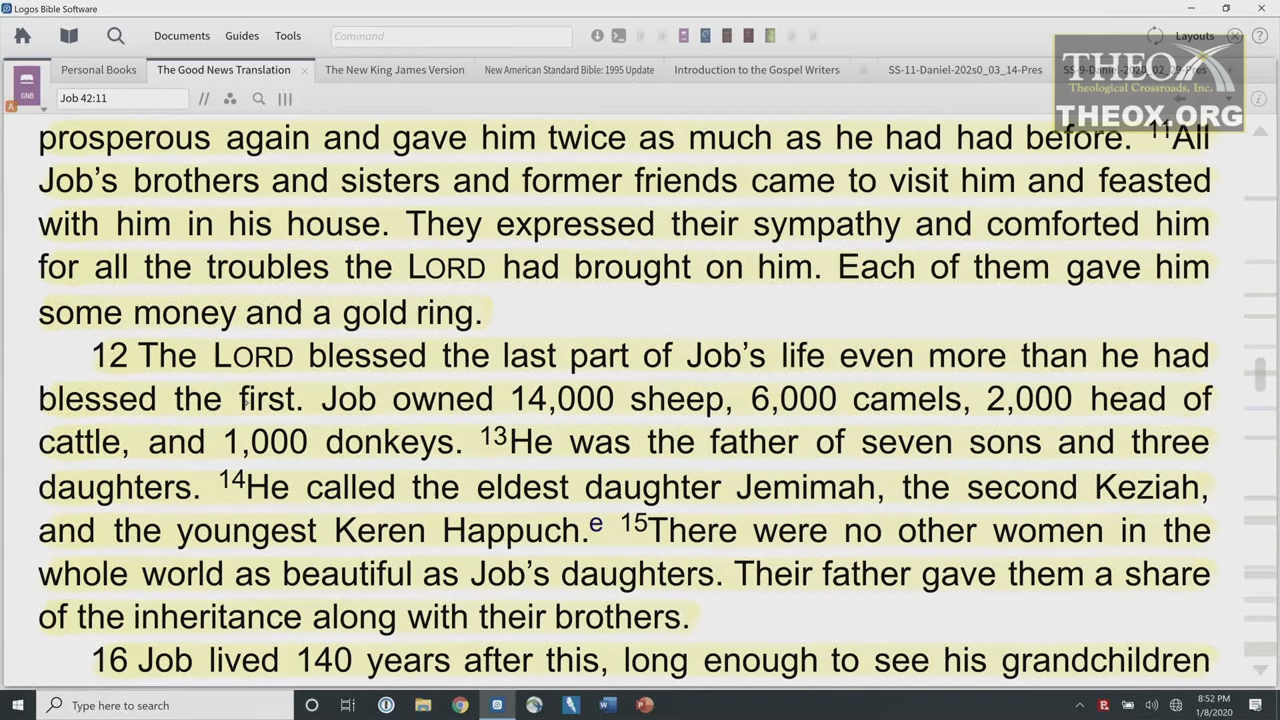 Logos Bible Software
Documents Guides Tools Command Layouts
Personal Books The Good News Translation The New King James Version New American Standard Bible: 1995 Update Introduction to the Gospel Writers SS-11-Daniel-202s0_03_14-Pres SS-9-Daniel-2020_02_29-Pres
GNB
A
Job 42:11
THEOX
Theological Crossroads, Inc.
THEOX.ORG
prosperous again and gave him twice as much as he had had before. 11All
Job’s brothers and sisters and former friends came to visit him and feasted
with him in his house. They expressed their sympathy and comforted him
for all the troubles the LORD had brought on him. Each of them gave him
some money and a gold ring.
12 The LORD blessed the last part of Job’s life even more than he had
blessed the first. Job owned 14,000 sheep, 6,000 camels, 2,000 head of
cattle, and 1,000 donkeys. 13He was the father of seven sons and three
daughters. 14He called the eldest daughter Jemimah, the second Keziah,
and the youngest Keren Happuch.e 15There were no other women in the
whole world as beautiful as Job’s daughters. Their father gave them a share
of the inheritance along with their brothers.
16 Job lived 140 years after this, long enough to see his grandchildren
Type here to search
8:52 PM
1/8/2020